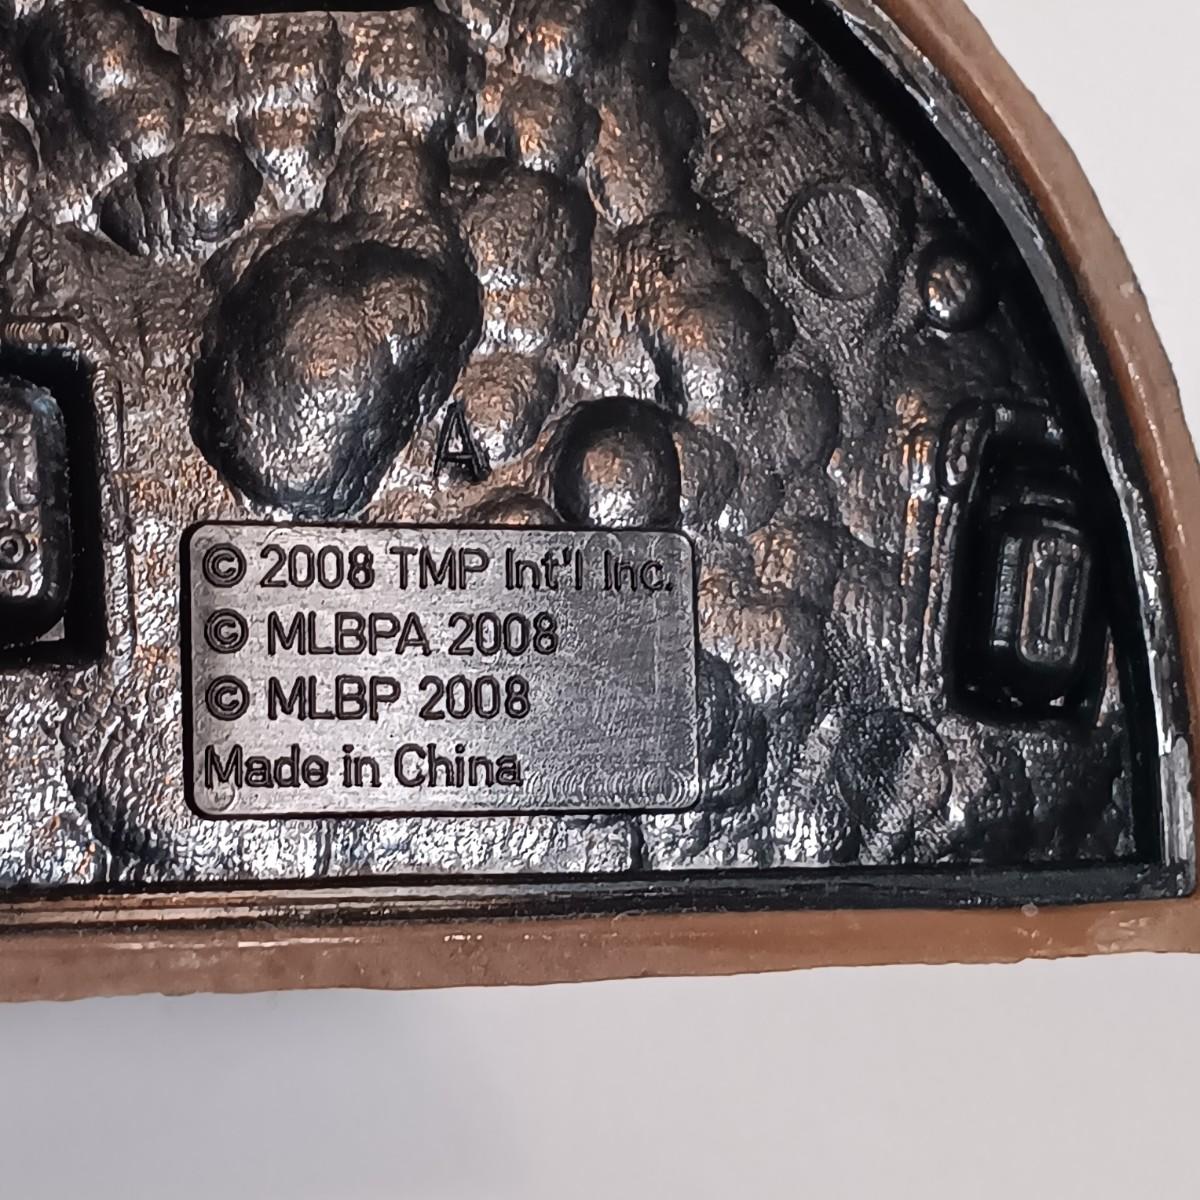 A
© 2008 TMP Int'l Inc.
© MLBPA 2008
© MLBP 2008
Made in China